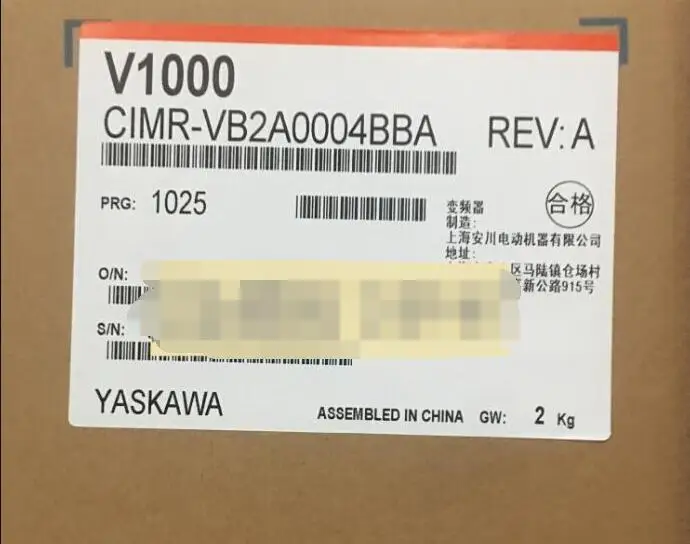 V1000
CIMR-VB2A0004BBA REV: A
PRG: 1025
变频器
合格
制造:
上海安川电动机器有限公司
地址:
区马陆镇仓场村
新公路915号
O/N:
S/N:
YASKAWA
ASSEMBLED IN CHINA GW: 2 Kg